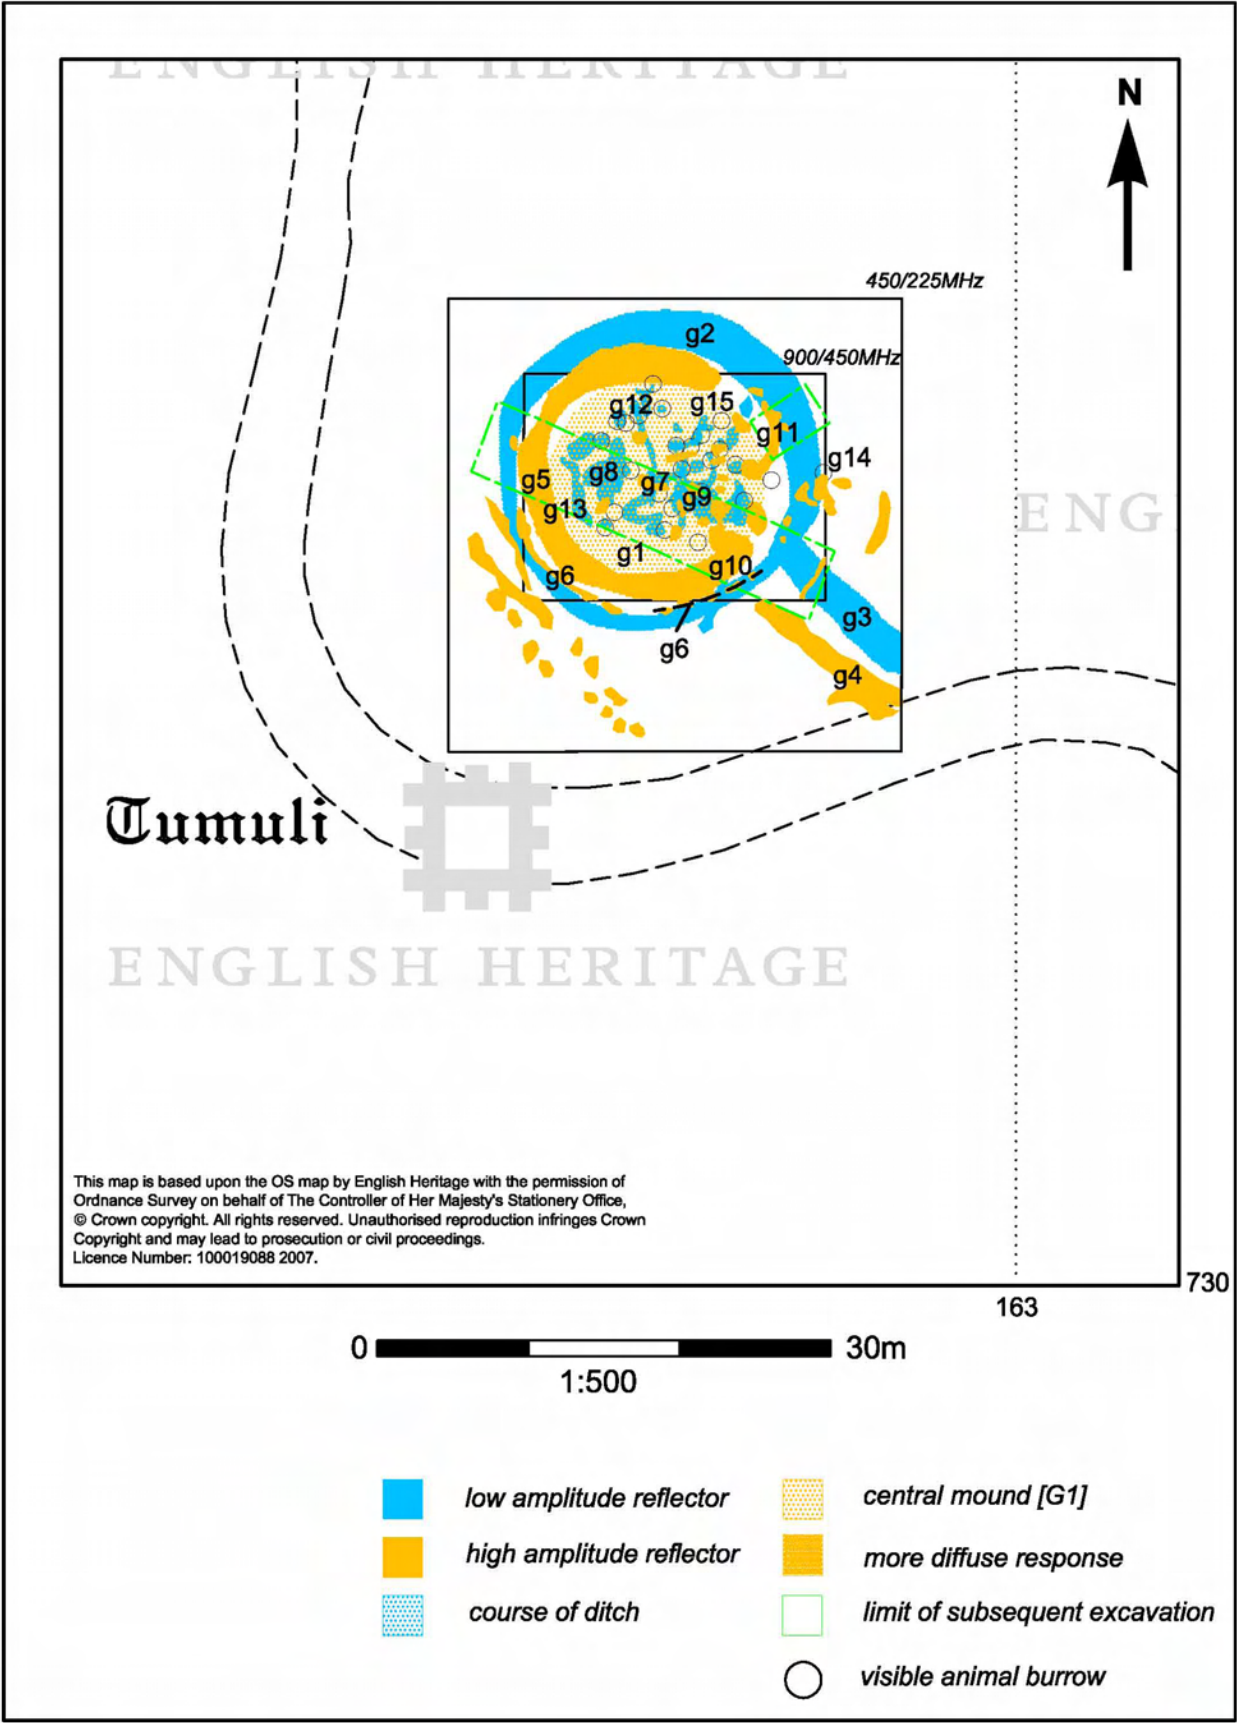 ENGLISH HERITAGE
N
450/225MHz
g2
900/450MHz
g12
g15
g11
g14
g8
g5
g7
g9
g13
g1
g10
g6
g3
g6
g4
ENG
Tumuli
ENGLISH HERITAGE
This map is based upon the OS map by English Heritage with the permission of
Ordnance Survey on behalf of The Controller of Her Majesty's Stationery Office,
© Crown copyright. All rights reserved. Unauthorised reproduction infringes Crown
Copyright and may lead to prosecution or civil proceedings.
Licence Number: 100019088 2007.
730
163
0 30m
1:500
low amplitude reflector
central mound [G1]
high amplitude reflector
more diffuse response
course of ditch
limit of subsequent excavation
visible animal burrow